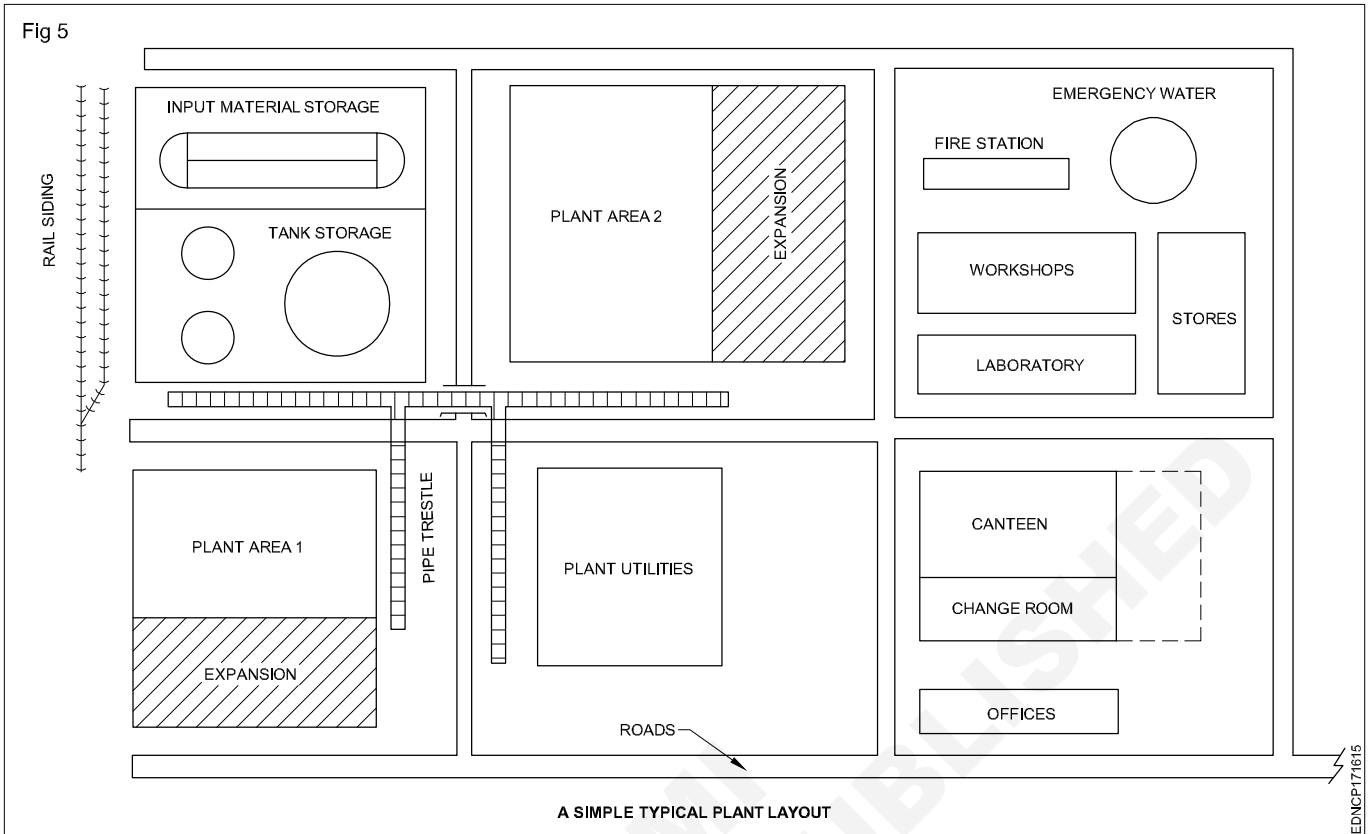 Fig 5
INPUT MATERIAL STORAGE
RAIL SIDING
TANK STORAGE
PLANT AREA 2
EXPANSION
EMERGENCY WATER
FIRE STATION
WORKSHOPS
STORES
LABORATORY
PLANT AREA 1
EXPANSION
PIPE TRESTLE
PLANT UTILITIES
CANTEEN
CHANGE ROOM
OFFICES
ROADS
A SIMPLE TYPICAL PLANT LAYOUT
EDNCP171615